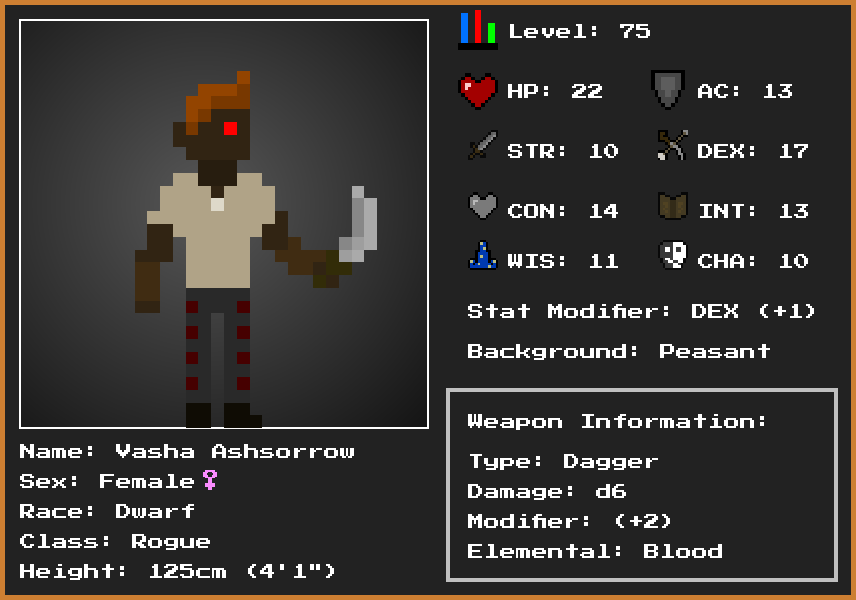 Level: 75
HP: 22
AC: 13
STR: 10
DEX: 17
CON: 14
INT: 13
WIS: 11
CHA: 10
Stat Modifier: DEX (+1)
Background: Peasant
Weapon Information:
Type: Dagger
Damage: d6
Modifier: (+2)
Elemental: Blood
Name: Vasha Ashsorrow
Sex: Female♀
Race: Dwarf
Class: Rogue
Height: 125cm (4'1")